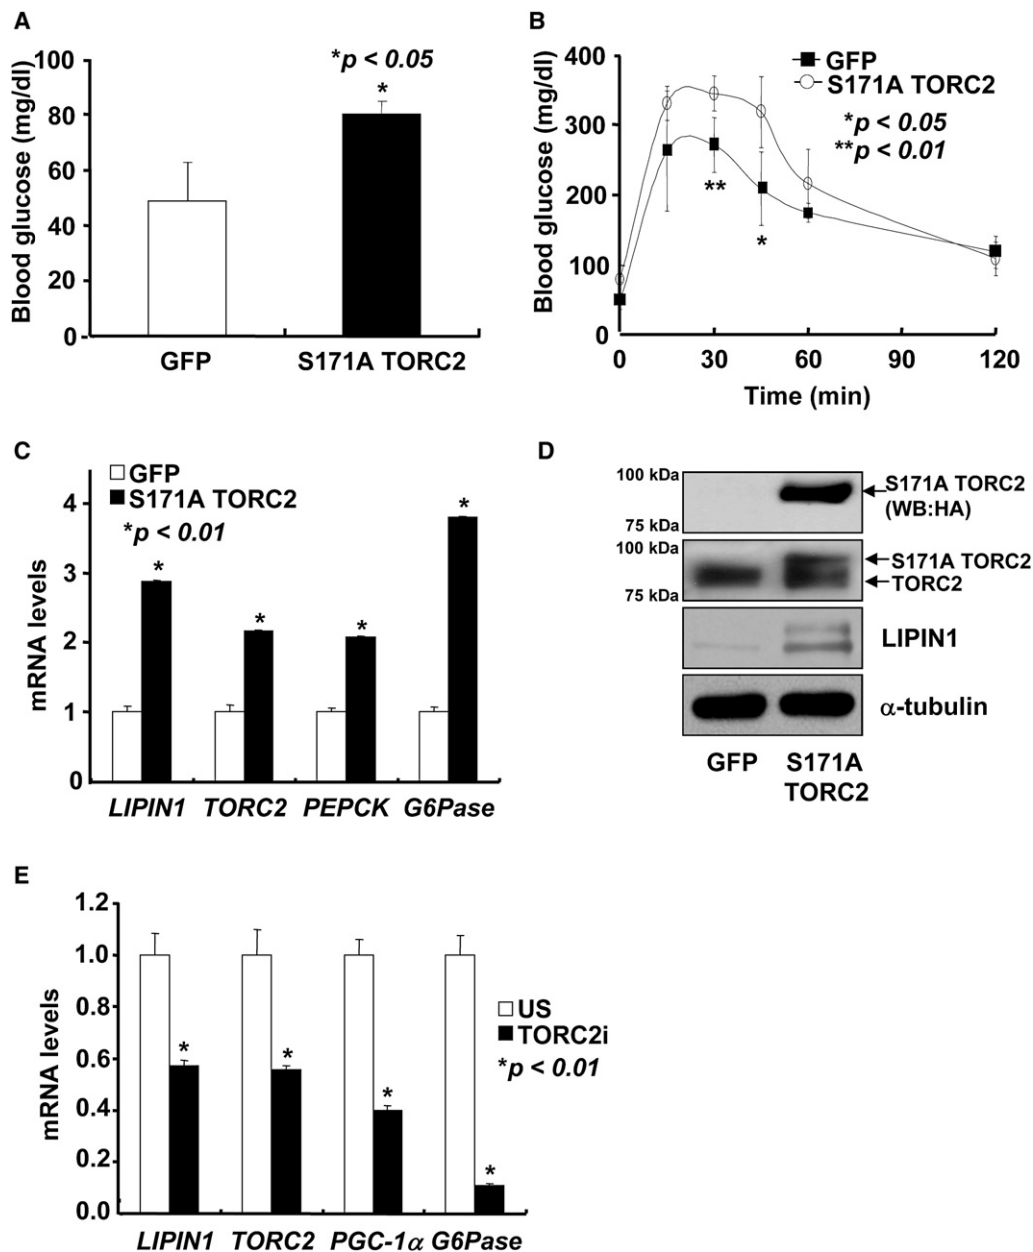 A
Blood glucose (mg/dl)
100
80
60
40
20
0
*p < 0.05
*
GFP
S171A TORC2
B
Blood glucose (mg/dl)
400
300
200
100
0
GFP
S171A TORC2
*p < 0.05
**p < 0.01
**
*
0 30 60 90 120
Time (min)
C
mRNA levels
4
3
2
1
0
GFP
S171A TORC2
*p < 0.01
*
*
*
*
LIPIN1 TORC2 PEPCK G6Pase
D
100 kDa
75 kDa
S171A TORC2
(WB:HA)
100 kDa
75 kDa
S171A TORC2
TORC2
LIPIN1
α-tubulin
GFP
S171A
TORC2
E
mRNA levels
1.2
1.0
0.8
0.6
0.4
0.2
0.0
*
*
*
*
US
TORC2i
*p < 0.01
LIPIN1 TORC2 PGC-1α G6Pase